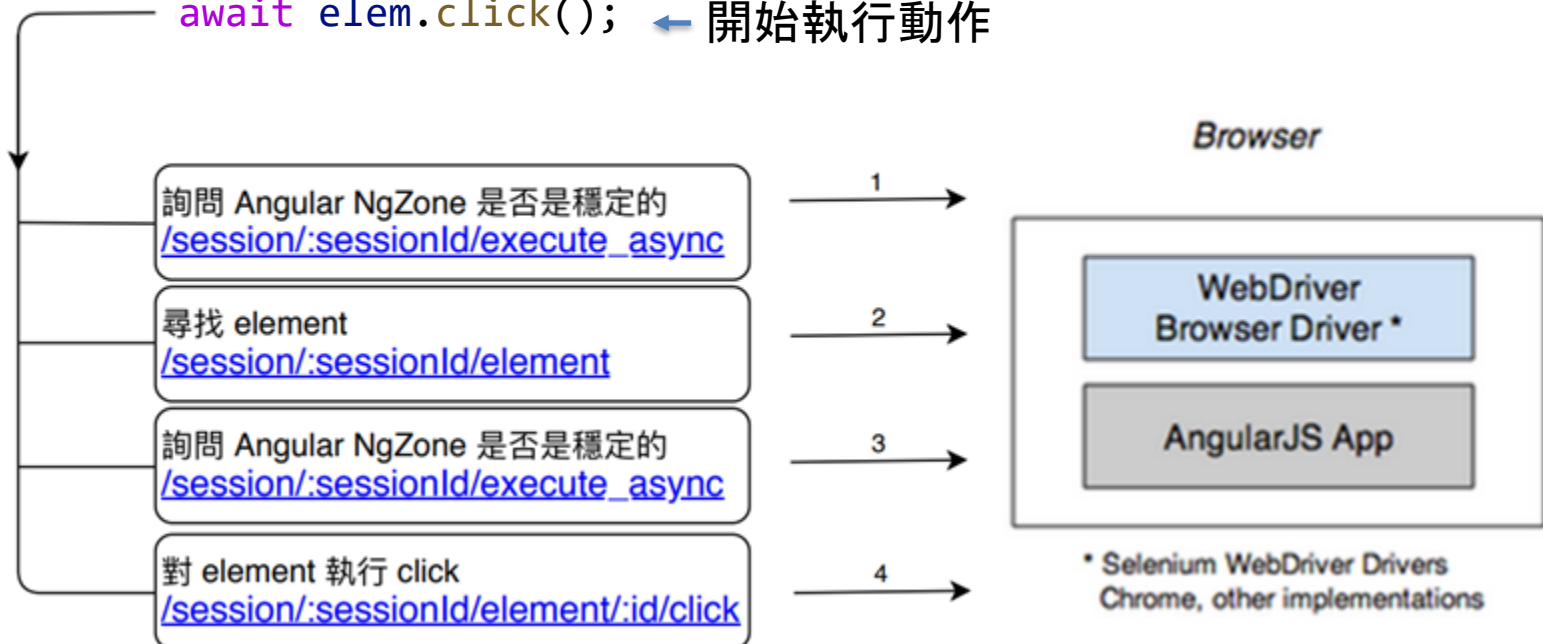 await elem.click(); 開始執行動作
Browser
詢問 Angular NgZone 是否是穩定的
/session/:sessionId/execute_async
1
尋找 element
/session/:sessionId/element
2
詢問 Angular NgZone 是否是穩定的
/session/:sessionId/execute_async
3
對 element 執行 click
/session/:sessionId/element/:id/click
4
WebDriver
Browser Driver *
AngularJS App
* Selenium WebDriver Drivers
Chrome, other implementations